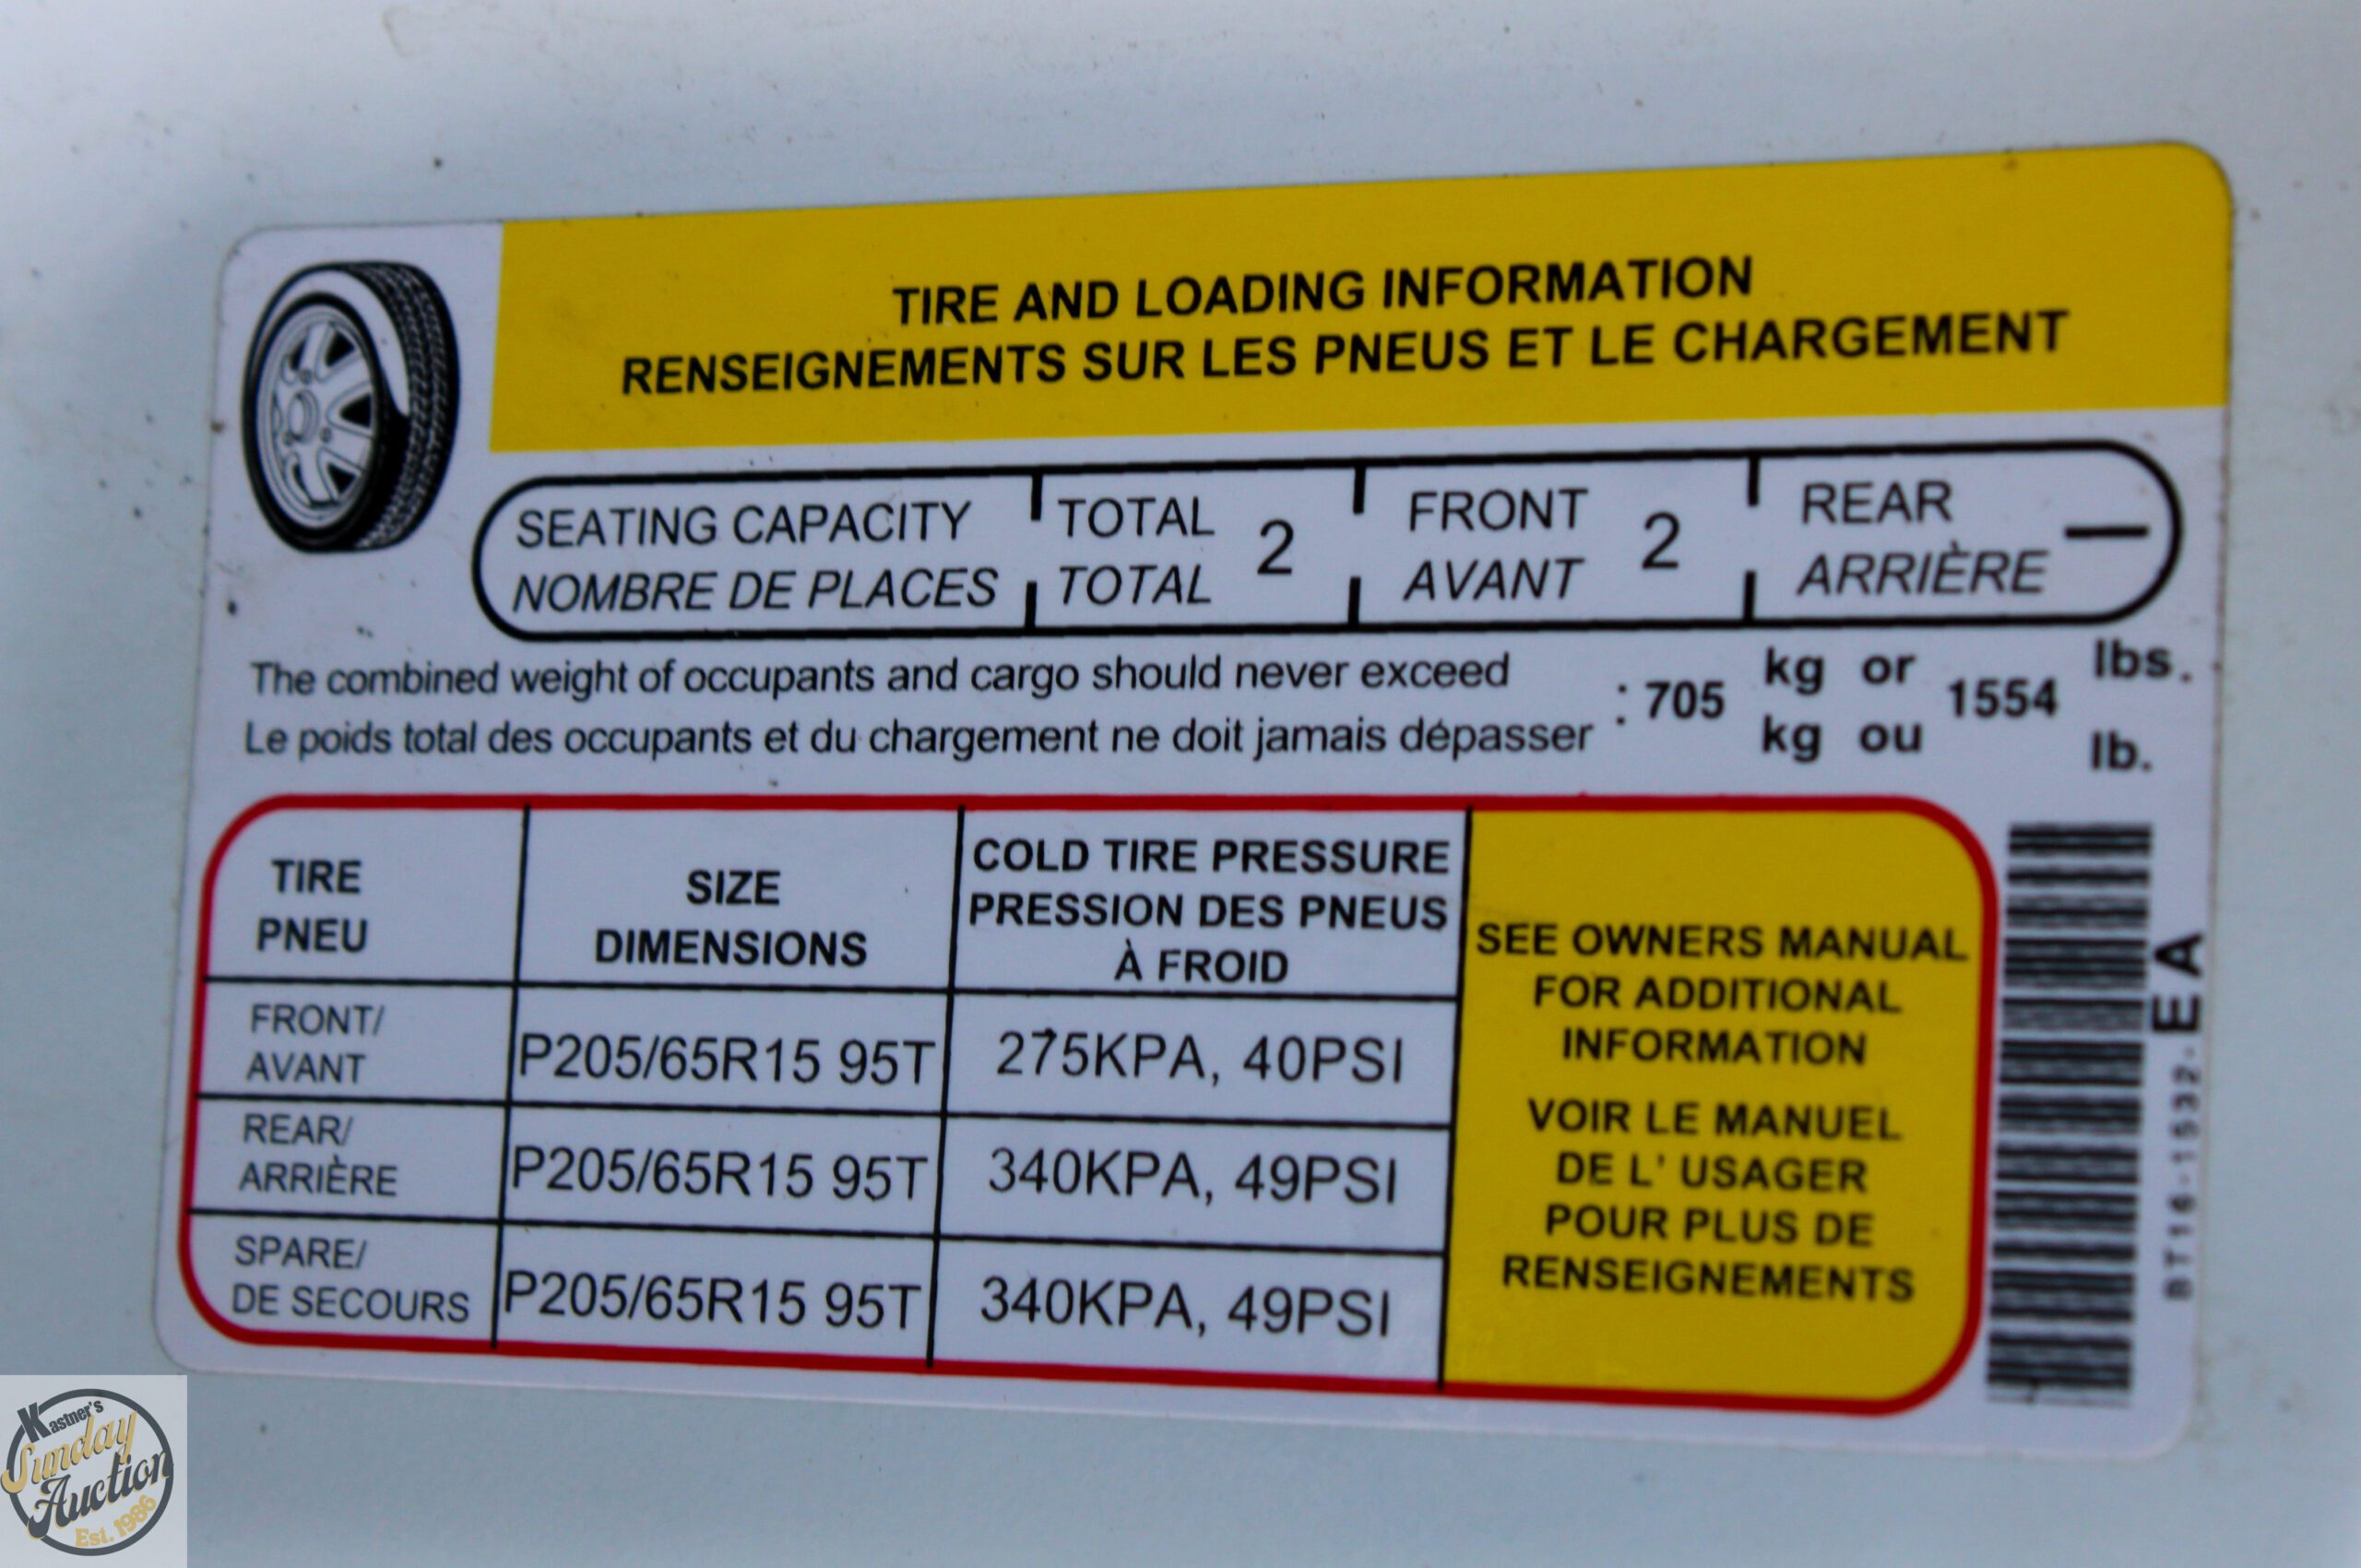 TIRE AND LOADING INFORMATION
RENSEIGNEMENTS SUR LES PNEUS ET LE CHARGEMENT
SEATING CAPACITY TOTAL 2 FRONT 2 REAR —
NOMBRE DE PLACES TOTAL AVANT ARRIÈRE
The combined weight of occupants and cargo should never exceed : 705 kg or 1554 lbs.
Le poids total des occupants et du chargement ne doit jamais dépasser : kg ou lb.
TIRE
PNEU
SIZE
DIMENSIONS
COLD TIRE PRESSURE
PRESSION DES PNEUS
À FROID
FRONT/
AVANT
P205/65R15 95T
275KPA, 40PSI
REAR/
ARRIÈRE
P205/65R15 95T
340KPA, 49PSI
SPARE/
DE SECOURS
P205/65R15 95T
340KPA, 49PSI
SEE OWNERS MANUAL
FOR ADDITIONAL
INFORMATION
VOIR LE MANUEL
DE L' USAGER
POUR PLUS DE
RENSEIGNEMENTS
BT16-1532-EA
Kastner's
Sunday
Auction
Est. 1986